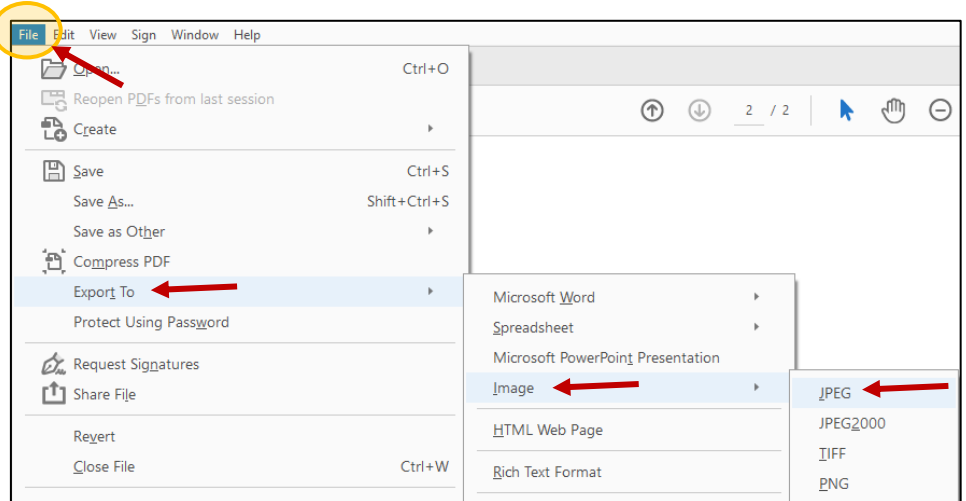 File Edit View Sign Window Help
Open... Ctrl+O
Reopen PDFs from last session
2 / 2
Create
Save Ctrl+S
Save As... Shift+Ctrl+S
Save as Other
Compress PDF
Export To
Protect Using Password
Request Signatures
Share File
Revert
Close File Ctrl+W
Microsoft Word
Spreadsheet
Microsoft PowerPoint Presentation
Image
HTML Web Page
Rich Text Format
JPEG
JPEG2000
TIFF
PNG